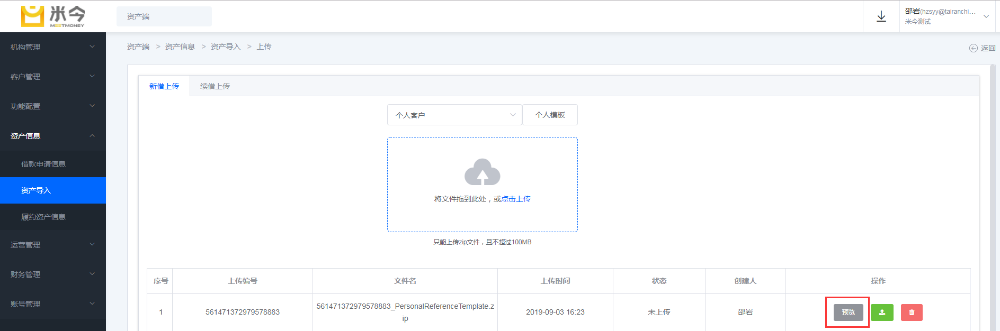 米今
MEETMONEY
资产端
邵岩(hzsyy@tairanchi...
米今测试
机构管理
客户管理
功能配置
资产信息
借款申请信息
资产导入
履约资产信息
运营管理
财务管理
账号管理
资产端 > 资产信息 > 资产导入 > 上传
返回
新借上传 续借上传
个人客户 个人模板
将文件拖到此处，或点击上传
只能上传zip文件，且不超过100MB
序号 上传编号 文件名 上传时间 状态 创建人 操作
1 561471372979578883 561471372979578883_PersonalReferenceTemplate.z
ip 2019-09-03 16:23 未上传 邵岩 预览